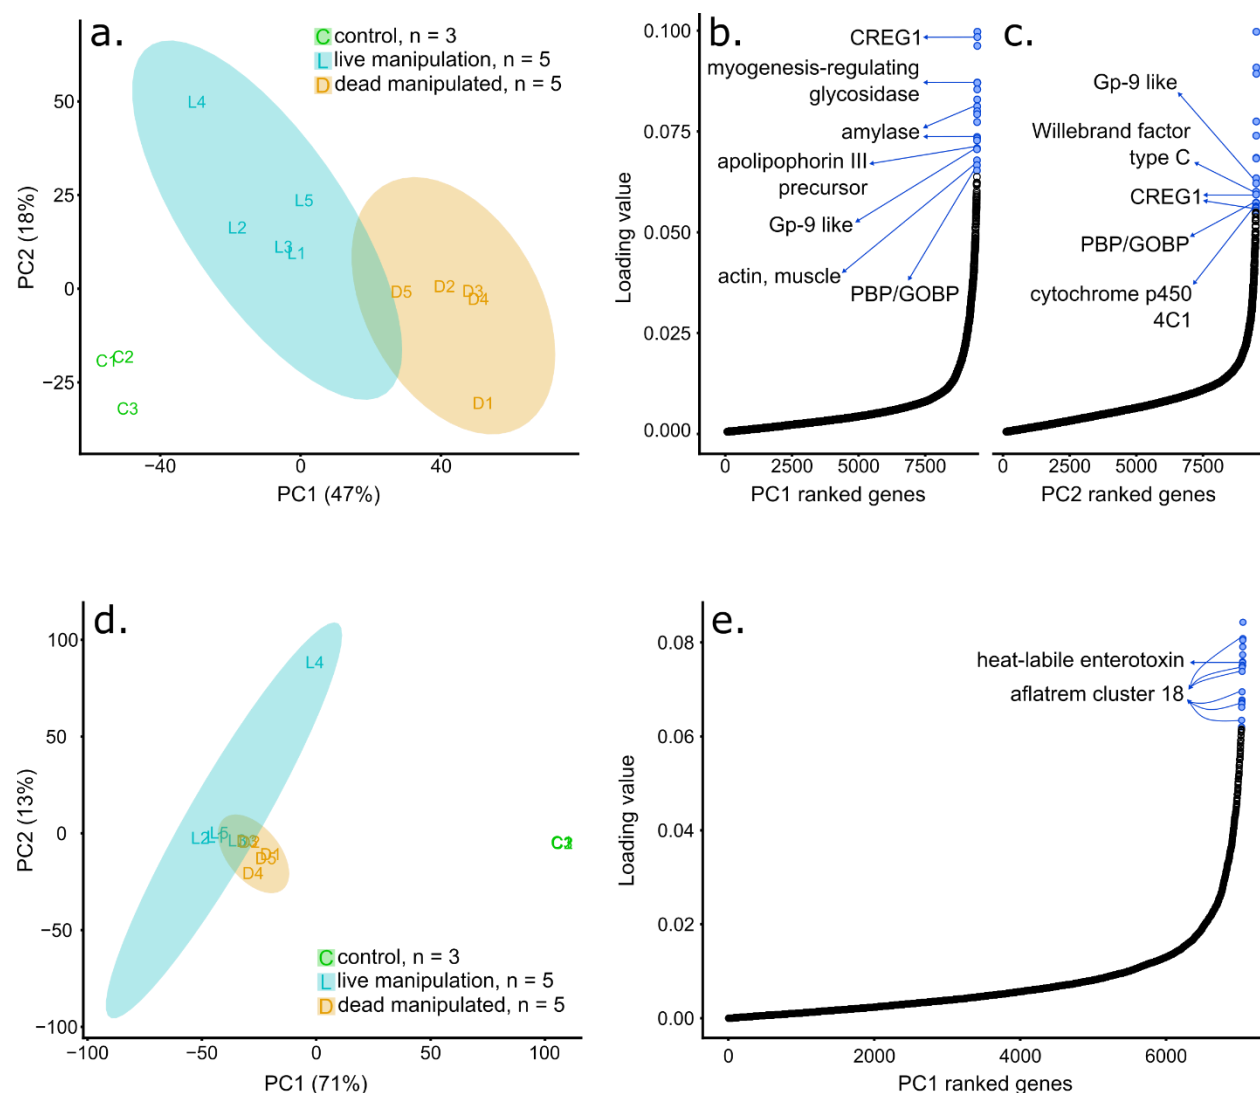 a.
C control, n = 3
L live manipulation, n = 5
D dead manipulated, n = 5
50
25
0
−25
PC2 (18%)
L4
L5
L2
L3
L1
D5
D2
D3
D4
D1
C1
C2
C3
−40
0
40
PC1 (47%)
b.
0.100
0.075
0.050
0.025
0.000
Loading value
CREG1
myogenesis-regulating
glycosidase
amylase
apolipophorin III
precursor
Gp-9 like
actin, muscle
PBP/GOBP
0
2500
5000
7500
PC1 ranked genes
c.
Gp-9 like
Willebrand factor
type C
CREG1
PBP/GOBP
cytochrome p450
4C1
0
2500
5000
7500
PC2 ranked genes
d.
100
50
0
−50
−100
PC2 (13%)
L4
L2
L5
D1
D5
D4
C control, n = 3
L live manipulation, n = 5
D dead manipulated, n = 5
−100
−50
0
50
100
PC1 (71%)
e.
0.08
0.06
0.04
0.02
0.00
Loading value
heat-labile enterotoxin
aflatrem cluster 18
0
2000
4000
6000
PC1 ranked genes